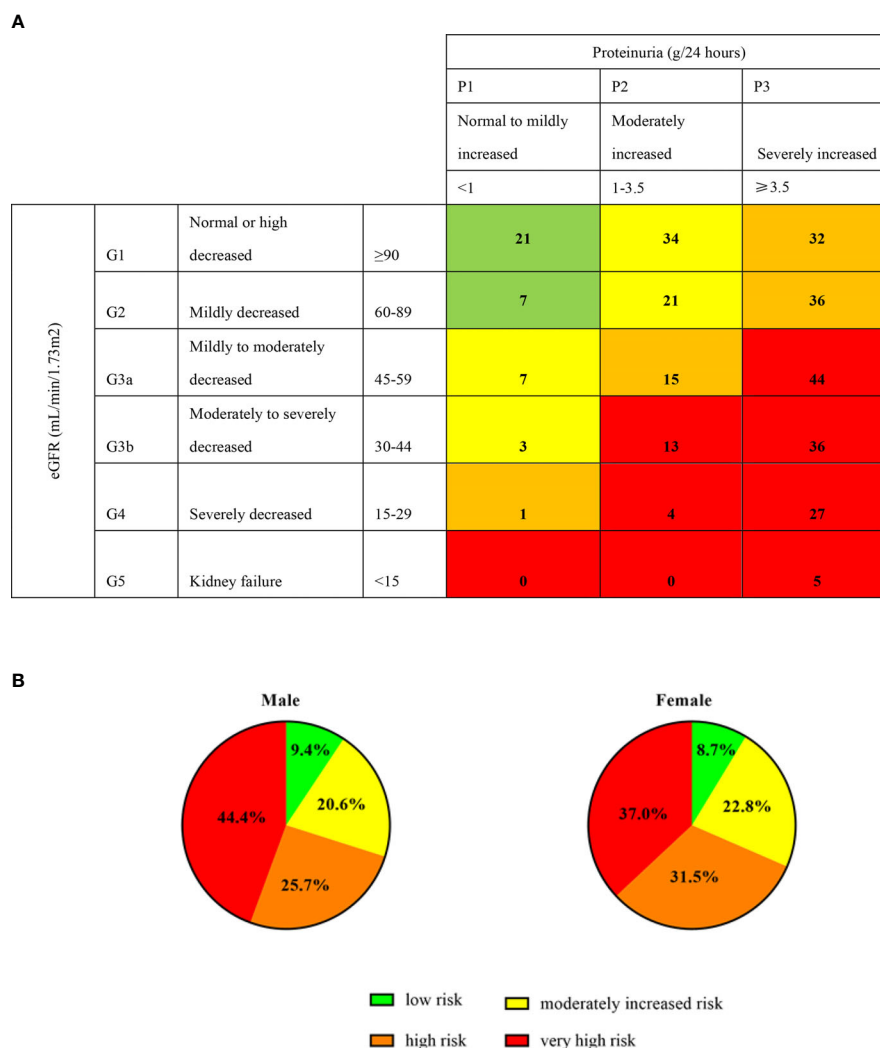 A
Proteinuria (g/24 hours)
P1 P2 P3
Normal to mildly increased Moderately increased Severely increased
<1 1-3.5 ⩾3.5
eGFR (mL/min/1.73m2)
G1 Normal or high decreased ≥90 21 34 32
G2 Mildly decreased 60-89 7 21 36
G3a Mildly to moderately decreased 45-59 7 15 44
G3b Moderately to severely decreased 30-44 3 13 36
G4 Severely decreased 15-29 1 4 27
G5 Kidney failure <15 0 0 5
B
Male Female
9.4% 8.7%
20.6% 22.8%
44.4% 37.0%
25.7% 31.5%
low risk moderately increased risk
high risk very high risk